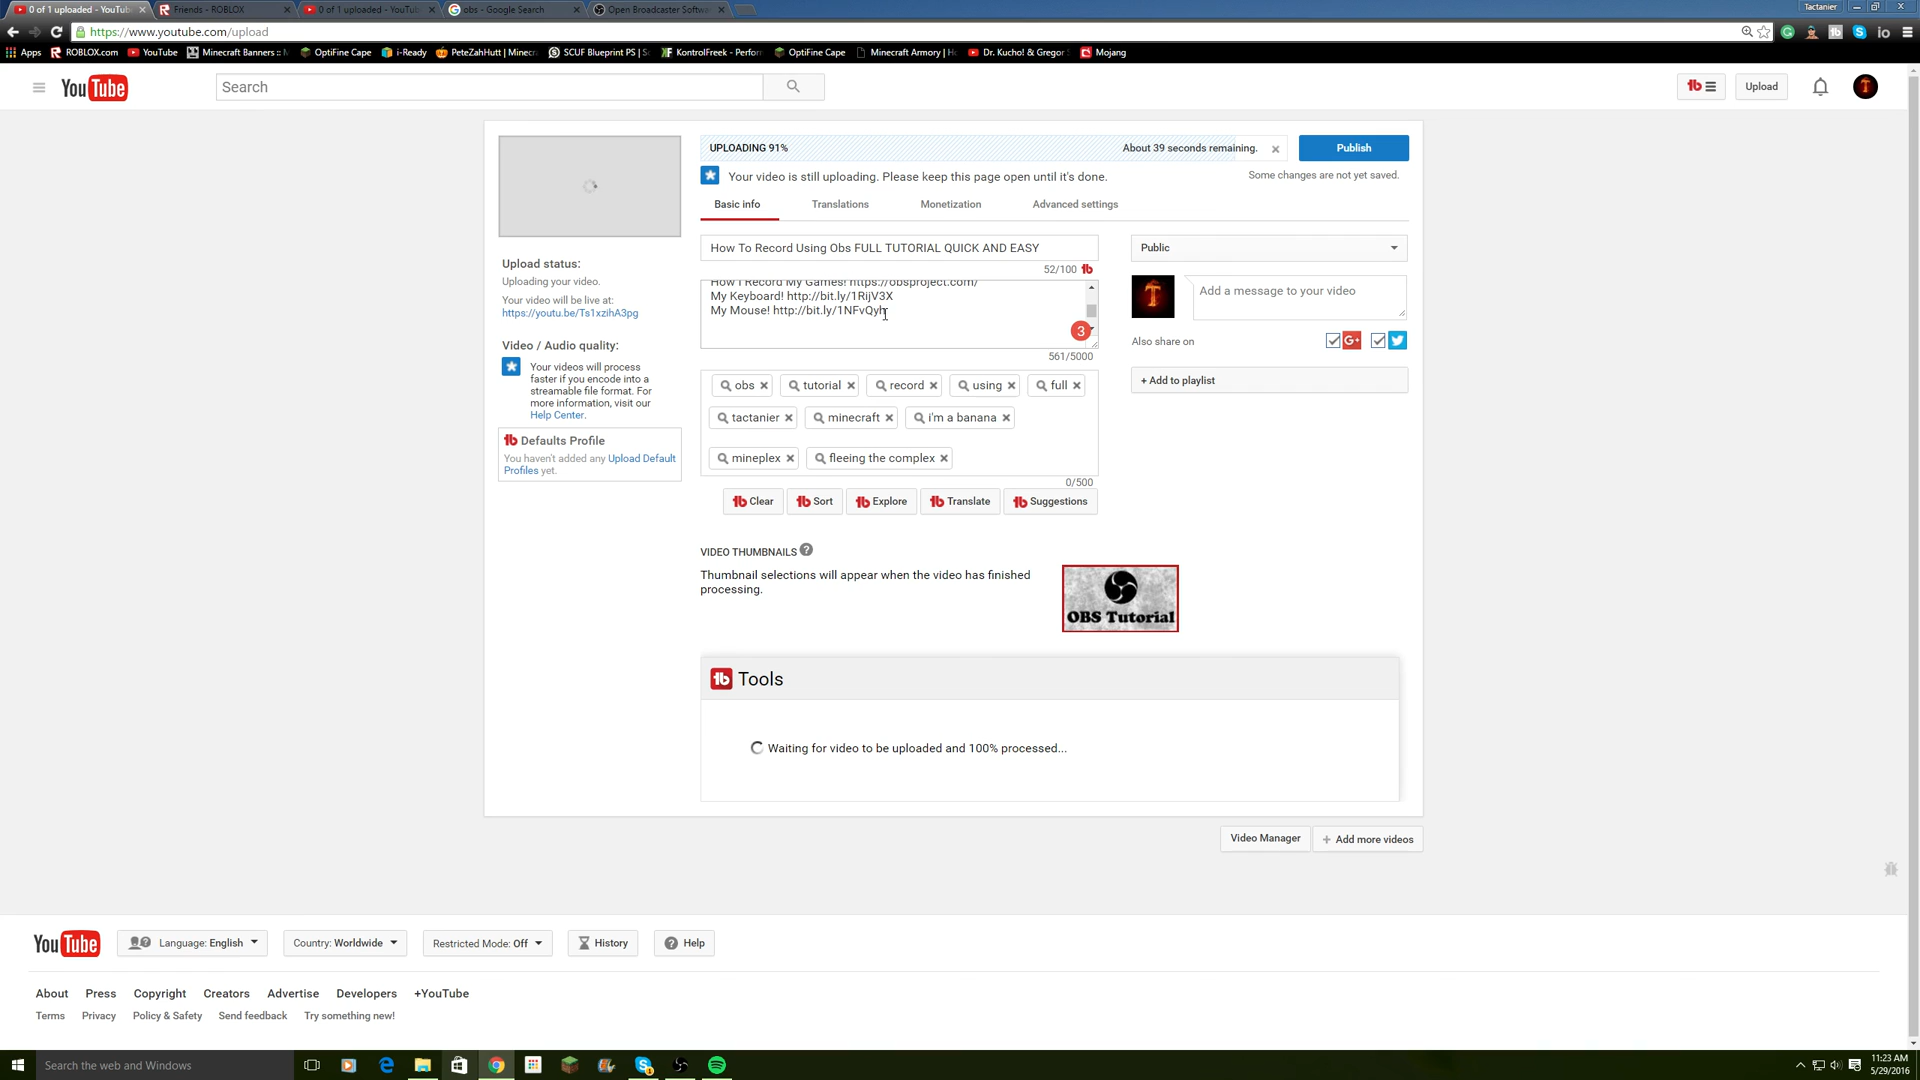 0 of 1 uploaded - YouTub
Friends - ROBLOX
0 of 1 uploaded - YouTub
obs - Google Search
Open Broadcaster Softwa
Tactanier
https://www.youtube.com/upload
Apps
ROBLOX.com
YouTube
Minecraft Banners ::
OptiFine Cape
i-Ready
PeteZahHutt | Minecr
SCUF Blueprint PS | S
KontrolFreek - Perfor
OptiFine Cape
Minecraft Armory | H
Dr. Kucho! & Gregor
Mojang
YouTube
Search
Upload
UPLOADING 91%
About 39 seconds remaining.
Publish
Your video is still uploading. Please keep this page open until it's done.
Some changes are not yet saved.
Basic info
Translations
Monetization
Advanced settings
How To Record Using Obs FULL TUTORIAL QUICK AND EASY
52/100
How I Record My Games! https://obsproject.com/
My Keyboard! http://bit.ly/1RijV3X
My Mouse! http://bit.ly/1NFvQyh
3
561/5000
Public
Add a message to your video
Also share on
+ Add to playlist
Upload status:
Uploading your video.
Your video will be live at:
https://youtu.be/Ts1xzihA3pg
Video / Audio quality:
Your videos will process
faster if you encode into a
streamable file format. For
more information, visit our
Help Center.
Defaults Profile
You haven't added any Upload Default
Profiles yet.
obs
tutorial
record
using
full
tactanier
minecraft
i'm a banana
mineplex
fleeing the complex
0/500
Clear
Sort
Explore
Translate
Suggestions
VIDEO THUMBNAILS
Thumbnail selections will appear when the video has finished
processing.
OBS Tutorial
Tools
Waiting for video to be uploaded and 100% processed...
Video Manager
+ Add more videos
YouTube
Language: English
Country: Worldwide
Restricted Mode: Off
History
Help
About
Press
Copyright
Creators
Advertise
Developers
+YouTube
Terms
Privacy
Policy & Safety
Send feedback
Try something new!
Search the web and Windows
11:23 AM
5/29/2016